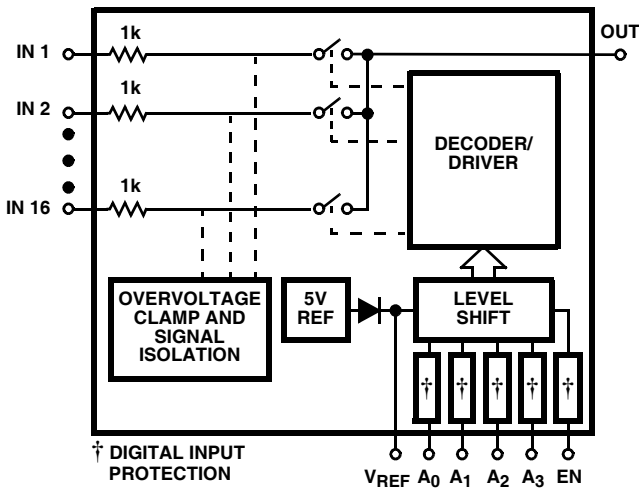 1k
OUT
IN 1
1k
IN 2
DECODER/
DRIVER
1k
IN 16
OVERVOLTAGE
CLAMP AND
SIGNAL
ISOLATION
5V
REF
LEVEL
SHIFT
† † † † †
† DIGITAL INPUT
PROTECTION
VREF A0 A1 A2 A3 EN